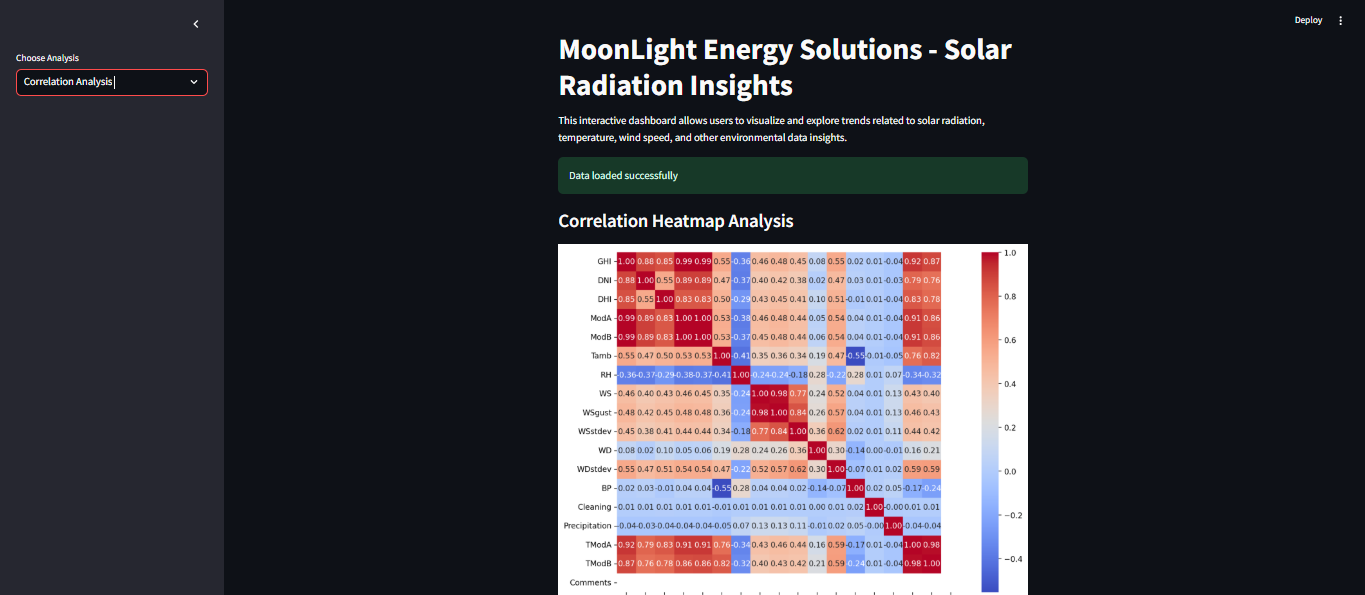 Deploy
Choose Analysis
Correlation Analysis
MoonLight Energy Solutions - Solar
Radiation Insights
This interactive dashboard allows users to visualize and explore trends related to solar radiation,
temperature, wind speed, and other environmental data insights.
Data loaded successfully
Correlation Heatmap Analysis
GHI 1.00 0.88 0.85 0.99 0.99 0.55 -0.36 0.46 0.48 0.45 0.08 0.55 0.02 0.01 -0.04 0.92 0.87
DNI 0.88 1.00 0.55 0.89 0.89 0.47 -0.37 0.40 0.42 0.38 0.02 0.47 0.03 0.01 -0.03 0.79 0.76
DHI 0.85 0.55 1.00 0.83 0.83 0.50 -0.29 0.43 0.45 0.41 0.10 0.51 -0.01 0.01 -0.04 0.83 0.78
ModA 0.99 0.89 0.83 1.00 1.00 0.53 -0.38 0.46 0.48 0.44 0.05 0.54 0.04 0.01 -0.04 0.91 0.86
ModB 0.99 0.89 0.83 1.00 1.00 0.53 -0.37 0.45 0.48 0.44 0.06 0.54 0.04 0.01 -0.04 0.91 0.86
Tamb 0.55 0.47 0.50 0.53 0.53 1.00 -0.41 0.35 0.36 0.34 0.19 0.47 -0.55 -0.01 -0.05 0.76 0.82
RH -0.36 -0.37 -0.29 -0.38 -0.37 -0.41 1.00 -0.24 -0.24 -0.18 0.28 -0.22 0.28 0.01 0.07 -0.34 -0.32
WS 0.46 0.40 0.43 0.46 0.45 0.35 -0.24 1.00 0.98 0.77 0.24 0.52 0.04 0.01 0.13 0.43 0.40
WSgust 0.48 0.42 0.45 0.48 0.48 0.36 -0.24 0.98 1.00 0.84 0.26 0.57 0.04 0.01 0.13 0.46 0.43
WSstdev 0.45 0.38 0.41 0.44 0.44 0.34 -0.18 0.77 0.84 1.00 0.36 0.62 0.02 0.01 0.11 0.44 0.42
WD 0.08 0.02 0.10 0.05 0.06 0.19 0.28 0.24 0.26 0.36 1.00 0.30 -0.14 0.00 -0.01 0.16 0.21
WDstdev 0.55 0.47 0.51 0.54 0.54 0.47 -0.22 0.52 0.57 0.62 0.30 1.00 -0.07 0.01 0.02 0.59 0.59
BP 0.02 0.03 -0.01 0.04 0.04 -0.55 0.28 0.04 0.04 0.02 -0.14 -0.07 1.00 0.02 0.05 -0.17 -0.24
Cleaning 0.01 0.01 0.01 0.01 0.01 -0.01 0.01 0.01 0.01 0.01 0.00 0.01 0.02 1.00 -0.00 0.01 0.01
Precipitation -0.04 -0.03 -0.04 -0.04 -0.04 -0.05 0.07 0.13 0.13 0.11 -0.01 0.02 0.05 -0.00 1.00 -0.04 -0.04
TModA 0.92 0.79 0.83 0.91 0.91 0.76 -0.34 0.43 0.46 0.44 0.16 0.59 -0.17 0.01 -0.04 1.00 0.98
TModB 0.87 0.76 0.78 0.86 0.86 0.82 -0.32 0.40 0.43 0.42 0.21 0.59 -0.24 0.01 -0.04 0.98 1.00
Comments
1.0
0.8
0.6
0.4
0.2
0.0
−0.2
−0.4